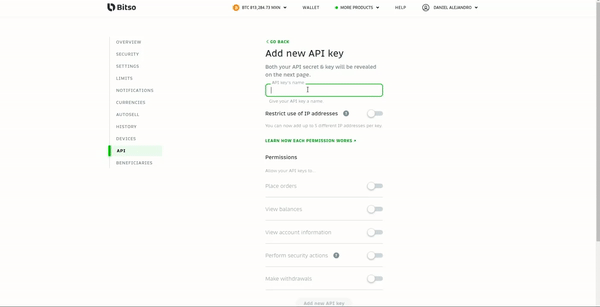 Bitso
BTC 813,284.73 MXN
WALLET
MORE PRODUCTS
HELP
DANIEL ALEJANDRO
OVERVIEW
SECURITY
SETTINGS
LIMITS
NOTIFICATIONS
CURRENCIES
AUTOSELL
HISTORY
DEVICES
API
BENEFICIARIES
GO BACK
Add new API key
Both your API secret & key will be revealed
on the next page.
API key's name
Give your API key a name.
Restrict use of IP addresses
You can now add up to 5 different IP addresses per key.
LEARN HOW EACH PERMISSION WORKS
Permissions
Allow your API keys to...
Place orders
View balances
View account information
Perform security actions
Make withdrawals
Add new API key